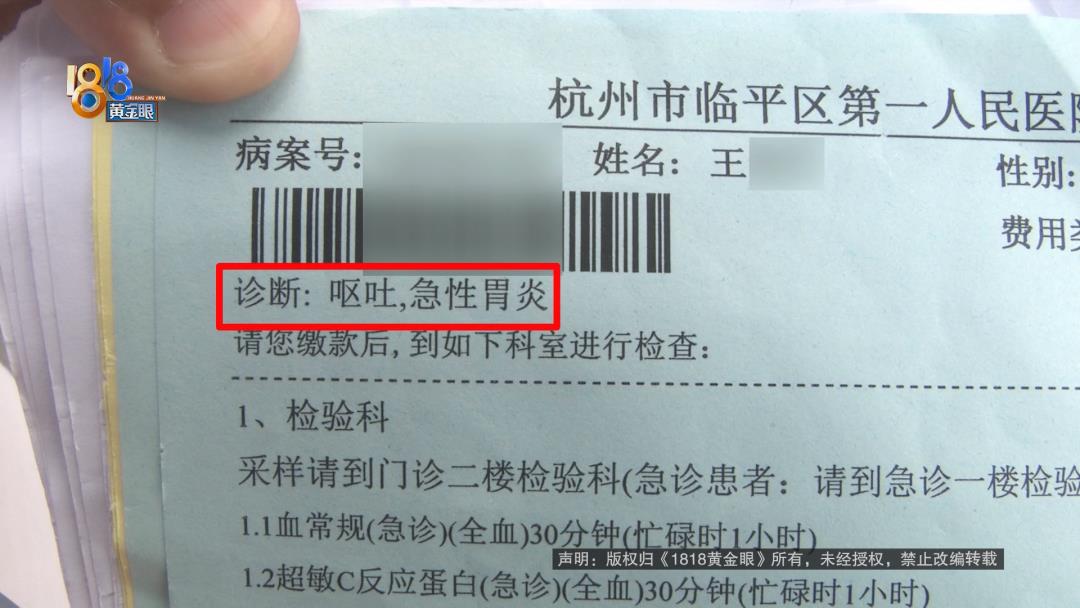 1818
HUANG JIN YAN
黄金眼
杭州市临平区第一人民医院
病案号:
姓名: 王
性别:
费用类
诊断: 呕吐,急性胃炎
请您缴款后, 到如下科室进行检查:
1、检验科
采样请到门诊二楼检验科(急诊患者: 请到急诊一楼检验
1.1血常规(急诊)(全血)30分钟(忙碌时1小时)
声明：版权归《1818黄金眼》所有，未经授权，禁止改编转载
1.2超敏C反应蛋白(急诊)(全血)30分钟(忙碌时1小时)